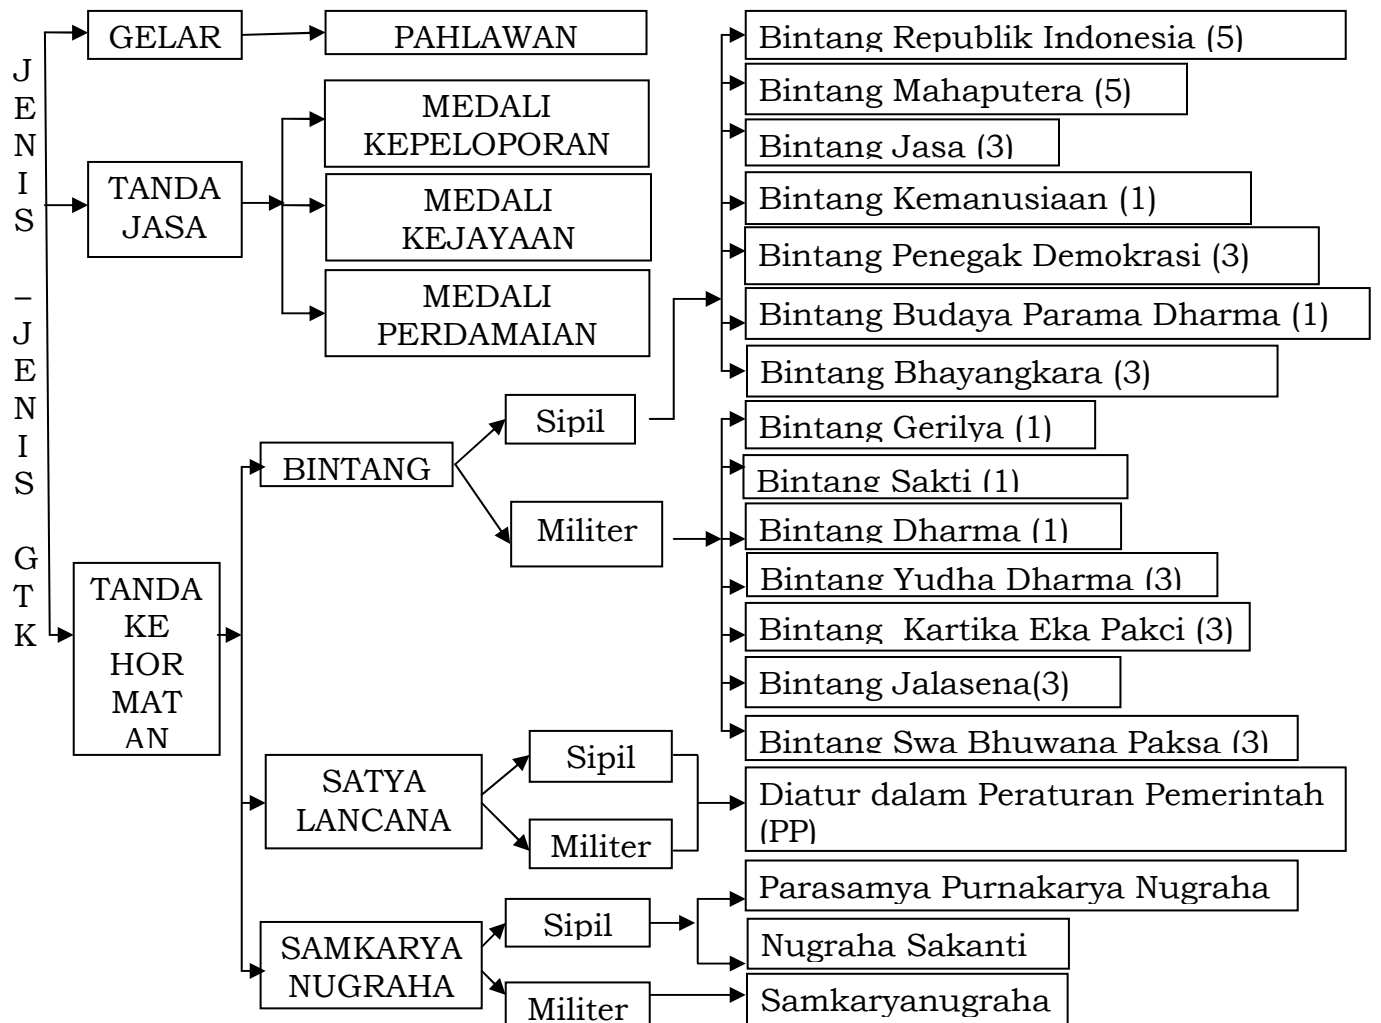 JENIS – JENIS GTK
GELAR
PAHLAWAN
TANDA
JASA
MEDALI
KEPELOPORAN
MEDALI
KEJAYAAN
MEDALI
PERDAMAIAN
TANDA
KE
HOR
MAT
AN
BINTANG
Sipil
Bintang Republik Indonesia (5)
Bintang Mahaputera (5)
Bintang Jasa (3)
Bintang Kemanusiaan (1)
Bintang Penegak Demokrasi (3)
Bintang Budaya Parama Dharma (1)
Bintang Bhayangkara (3)
Militer
Bintang Gerilya (1)
Bintang Sakti (1)
Bintang Dharma (1)
Bintang Yudha Dharma (3)
Bintang Kartika Eka Pakci (3)
Bintang Jalasena(3)
Bintang Swa Bhuwana Paksa (3)
SATYA
LANCANA
Sipil
Militer
Diatur dalam Peraturan Pemerintah
(PP)
SAMKARYA
NUGRAHA
Sipil
Parasamya Purnakarya Nugraha
Nugraha Sakanti
Militer
Samkaryanugraha